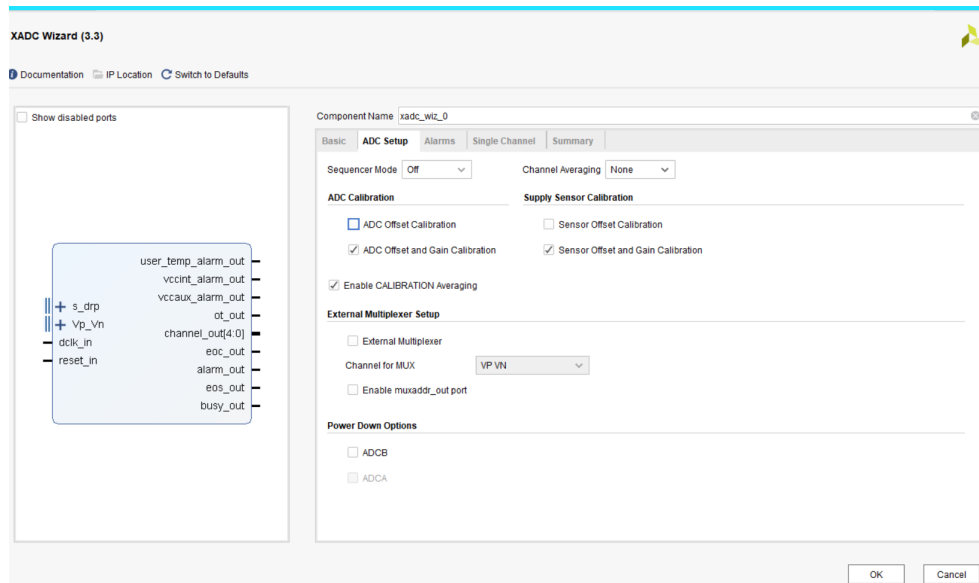 XADC Wizard (3.3)
Documentation IP Location Switch to Defaults
Show disabled ports
s_drp
Vp_Vn
dclk_in
reset_in
user_temp_alarm_out
vccint_alarm_out
vccaux_alarm_out
ot_out
channel_out[4:0]
eoc_out
alarm_out
eos_out
busy_out
Component Name xadc_wiz_0
Basic ADC Setup Alarms Single Channel Summary
Sequencer Mode Off Channel Averaging None
ADC Calibration Supply Sensor Calibration
ADC Offset Calibration Sensor Offset Calibration
ADC Offset and Gain Calibration Sensor Offset and Gain Calibration
Enable CALIBRATION Averaging
External Multiplexer Setup
External Multiplexer
Channel for MUX VP VN
Enable muxaddr_out port
Power Down Options
ADCB
ADCA
OK Cancel